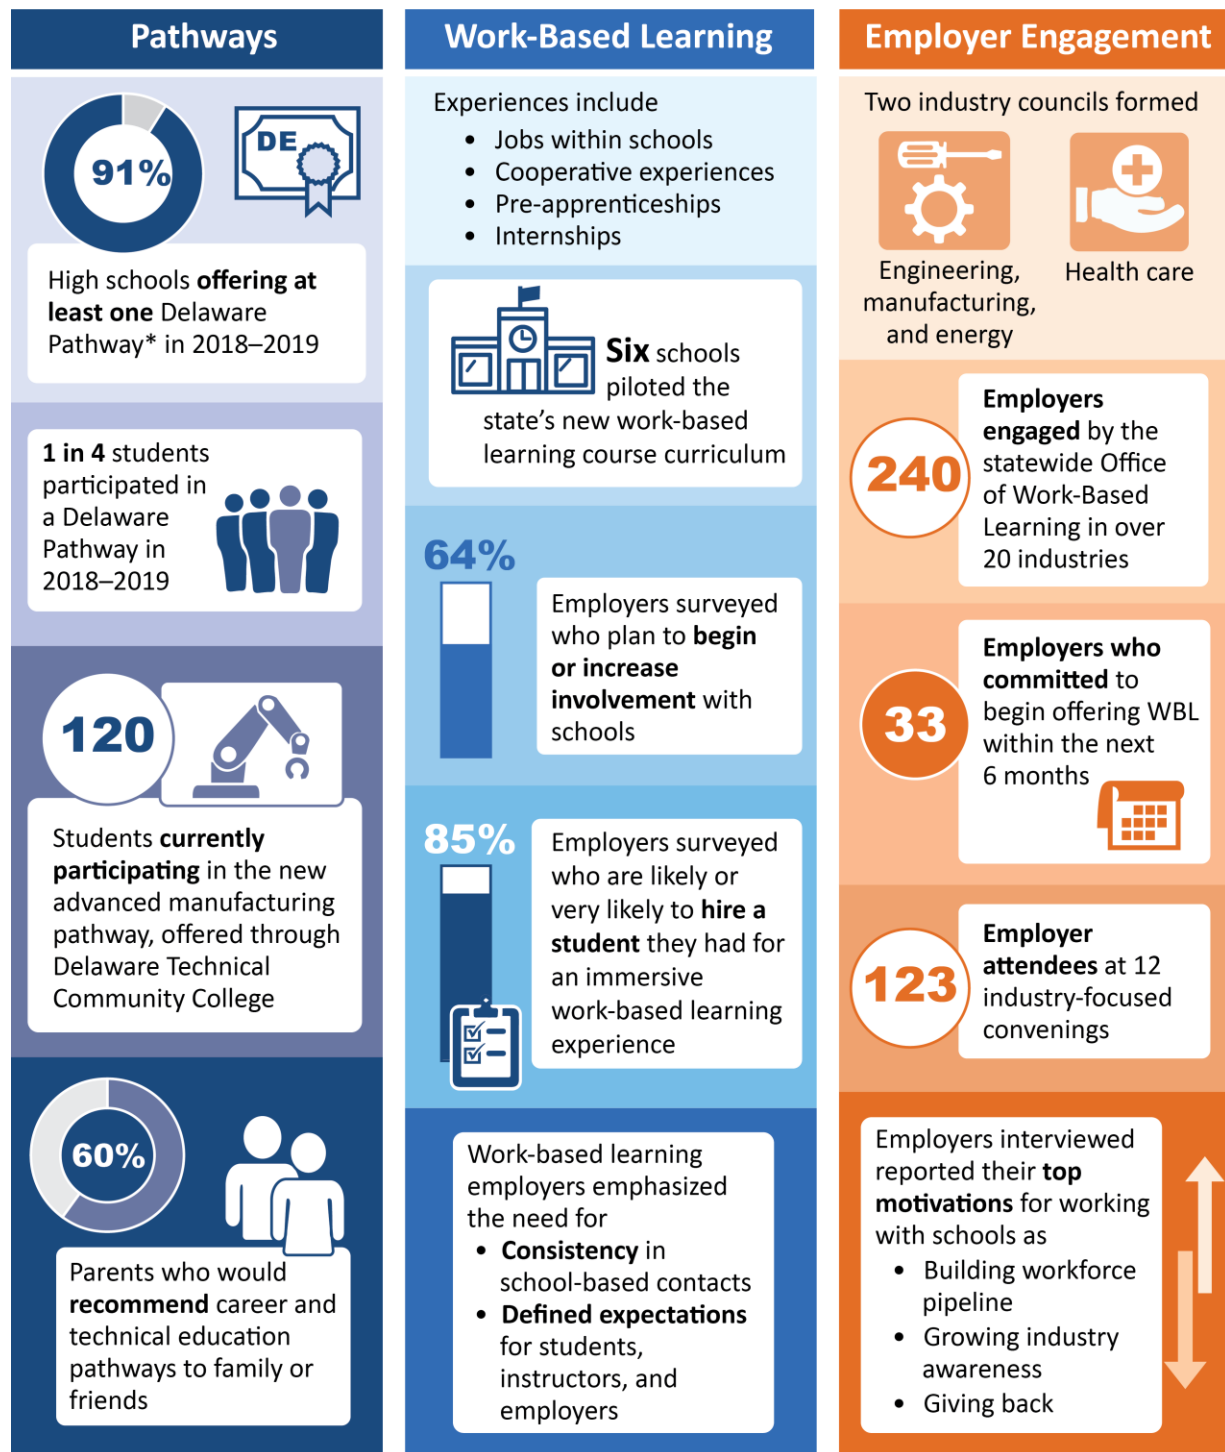 Pathways
91%
DE
High schools offering at
least one Delaware
Pathway* in 2018–2019
1 in 4 students
participated in
a Delaware
Pathway in
2018–2019
120
Students currently
participating in the new
advanced manufacturing
pathway, offered through
Delaware Technical
Community College
60%
Parents who would
recommend career and
technical education
pathways to family or
friends
Work-Based Learning
Experiences include
• Jobs within schools
• Cooperative experiences
• Pre-apprenticeships
• Internships
Six schools
piloted the
state's new work-based
learning course curriculum
64%
Employers surveyed
who plan to begin
or increase
involvement with
schools
85%
Employers surveyed
who are likely or
very likely to hire a
student they had for
an immersive
work-based learning
experience
Work-based learning
employers emphasized
the need for
• Consistency in
school-based contacts
• Defined expectations
for students,
instructors, and
employers
Employer Engagement
Two industry councils formed
Engineering,
manufacturing,
and energy
Health care
240
Employers
engaged by the
statewide Office
of Work-Based
Learning in over
20 industries
33
Employers who
committed to
begin offering WBL
within the next
6 months
123
Employer
attendees at 12
industry-focused
convenings
Employers interviewed
reported their top
motivations for working
with schools as
• Building workforce
pipeline
• Growing industry
awareness
• Giving back